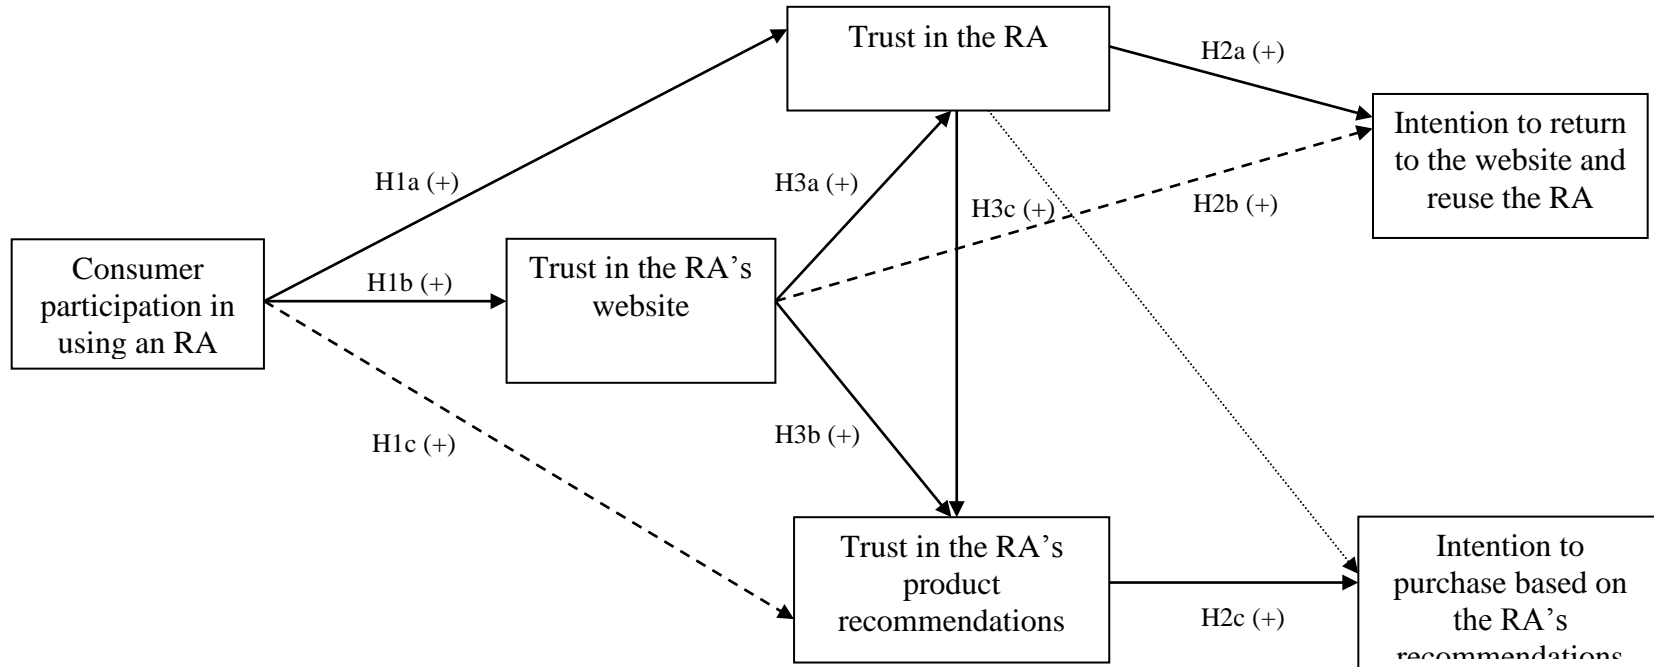 Trust in the RA
H2a (+)
Intention to return
to the website and
reuse the RA
H1a (+)
H3a (+)
H3c (+)
H2b (+)
Consumer
participation in
using an RA
H1b (+)
Trust in the RA’s
website
H1c (+)
H3b (+)
Trust in the RA’s
product
recommendations
H2c (+)
Intention to
purchase based on
the RA’s
recommendations